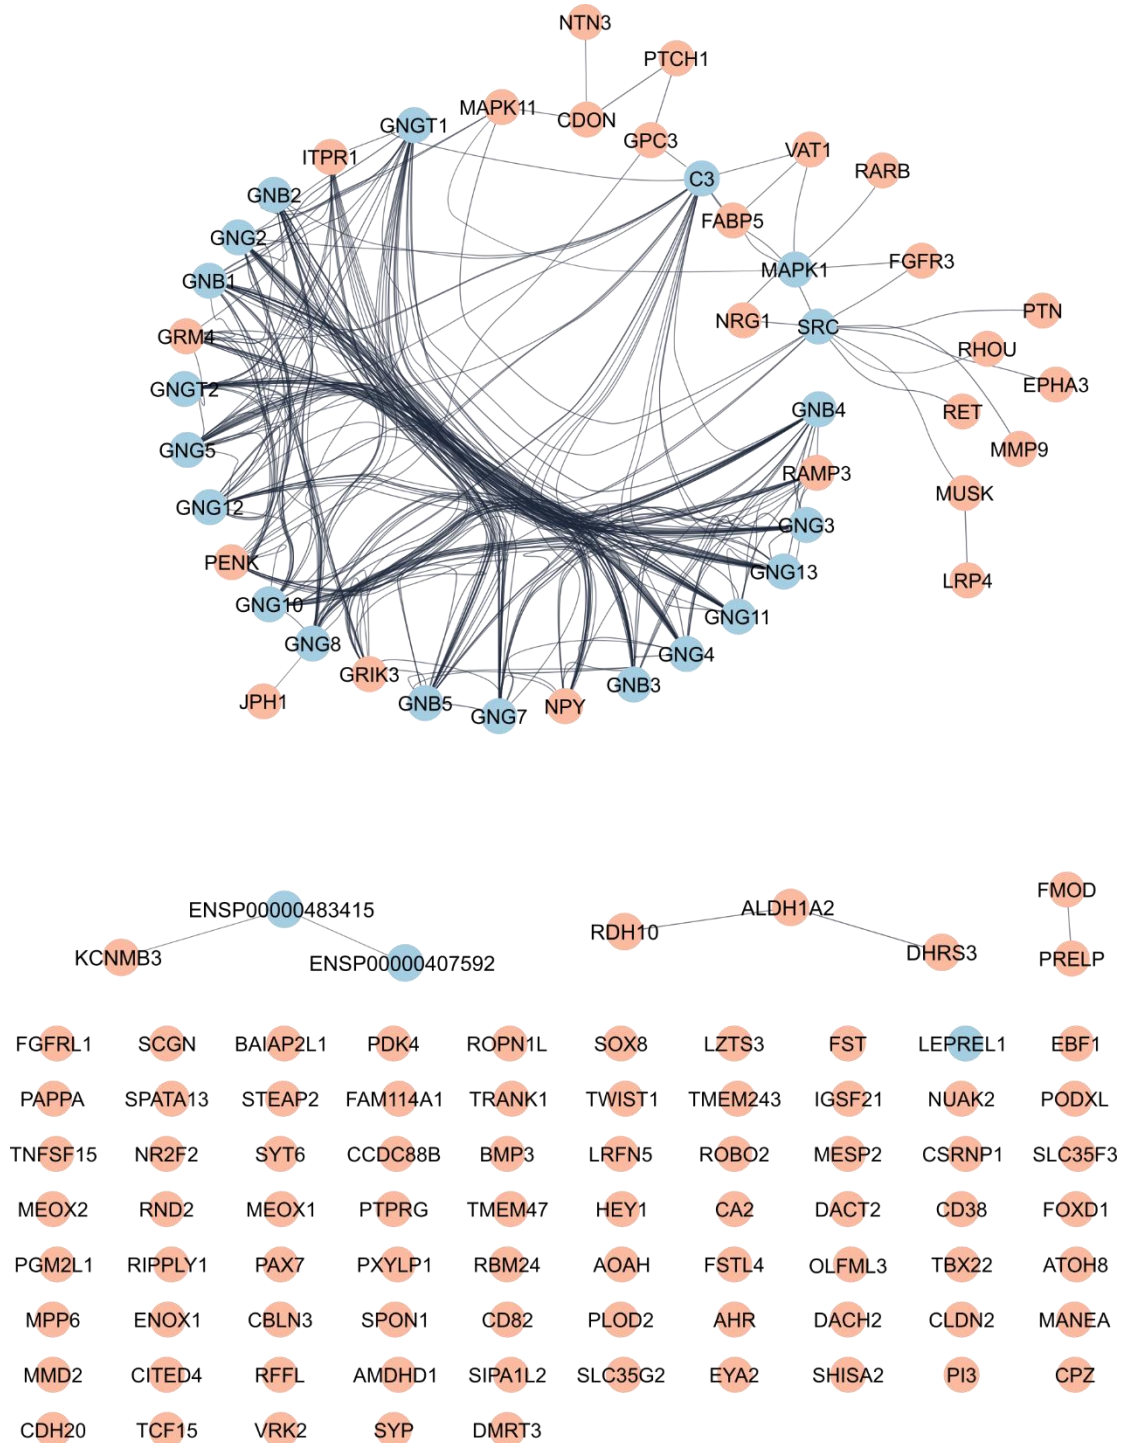 NTN3
PTCH1
MAPK11
CDON
GNGT1
GPC3
ITPR1
VAT1
RARB
C3
GNB2
FABP5
GNG2
MAPK1
FGFR3
GNB1
NRG1
SRC
PTN
GRM4
RHOU
GNGT2
EPHA3
GNB4
RET
GNG5
MMP9
RAMP3
MUSK
GNG12
GNG3
PENK
GNG13
LRP4
GNG10
GNG11
GNG8
GNG4
GRIK3
GNB3
JPH1
GNB5
GNG7
NPY
ENSP00000483415
ALDH1A2
FMOD
RDH10
KCNMB3
ENSP00000407592
DHRS3
PRELP
FGFRL1 SCGN BAIAP2L1 PDK4 ROPN1L SOX8 LZTS3 FST LEPREL1 EBF1
PAPPA SPATA13 STEAP2 FAM114A1 TRANK1 TWIST1 TMEM243 IGSF21 NUAK2 PODXL
TNFSF15 NR2F2 SYT6 CCDC88B BMP3 LRFN5 ROBO2 MESP2 CSRNP1 SLC35F3
MEOX2 RND2 MEOX1 PTPRG TMEM47 HEY1 CA2 DACT2 CD38 FOXD1
PGM2L1 RIPPLY1 PAX7 PXYLP1 RBM24 AOAH FSTL4 OLFML3 TBX22 ATOH8
MPP6 ENOX1 CBLN3 SPON1 CD82 PLOD2 AHR DACH2 CLDN2 MANEA
MMD2 CITED4 RFFL AMDHD1 SIPA1L2 SLC35G2 EYA2 SHISA2 PI3 CPZ
CDH20 TCF15 VRK2 SYP DMRT3